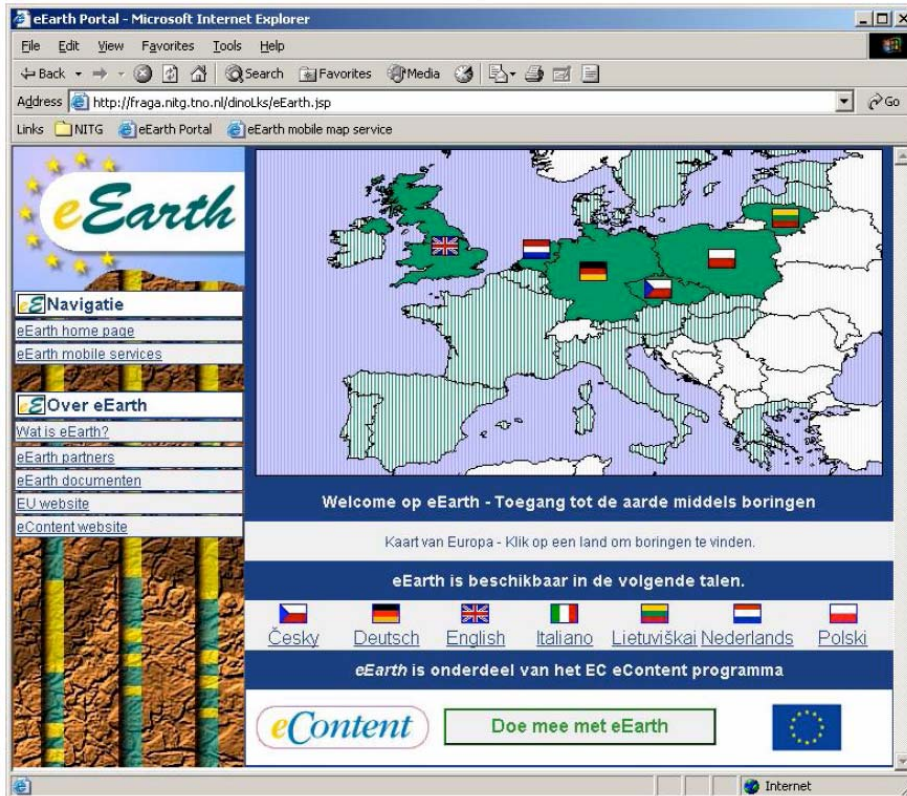 eEarth Portal - Microsoft Internet Explorer
File Edit View Favorites Tools Help
Back Search Favorites Media
Address http://fraga.nitg.tno.nl/dinoLks/eEarth.jsp Go
Links NITG eEarth Portal eEarth mobile map service
eEarth
eE Navigatie
eEarth home page
eEarth mobile services
eE Over eEarth
Wat is eEarth?
eEarth partners
eEarth documenten
EU website
eContent website
Welcome op eEarth - Toegang tot de aarde middels boringen
Kaart van Europa - Klik op een land om boringen te vinden.
eEarth is beschikbaar in de volgende talen.
Česky Deutsch English Italiano Lietuviškai Nederlands Polski
eEarth is onderdeel van het EC eContent programma
eContent Doe mee met eEarth
Internet